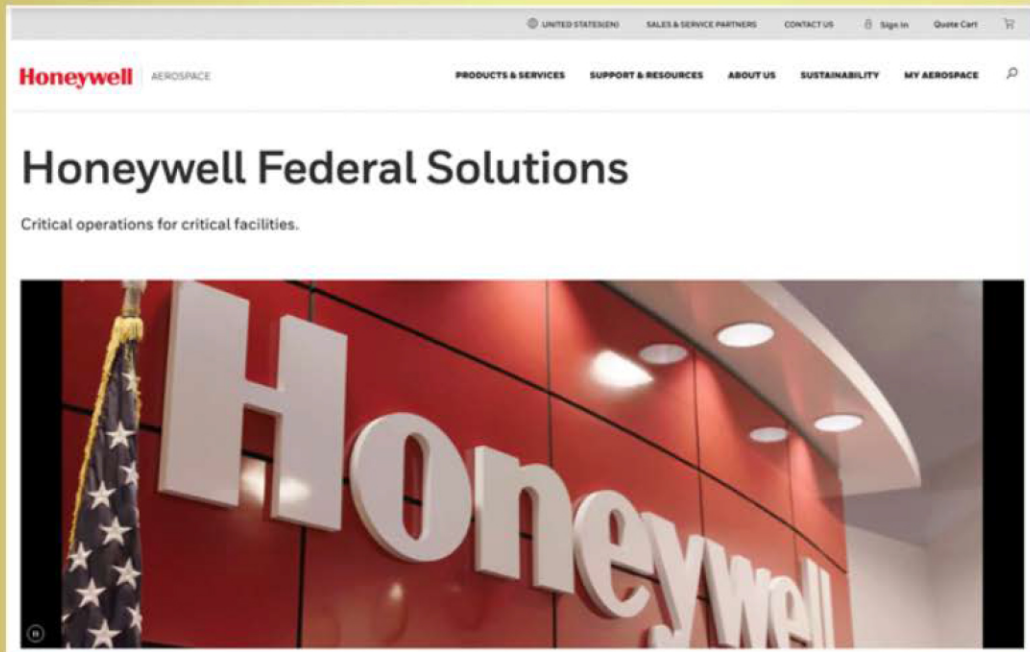 UNITED STATES(EN) SALES & SERVICE PARTNERS CONTACT US Sign In Quote Cart
Honeywell AEROSPACE PRODUCTS & SERVICES SUPPORT & RESOURCES ABOUT US SUSTAINABILITY MY AEROSPACE
Honeywell Federal Solutions
Critical operations for critical facilities.
Honeywell